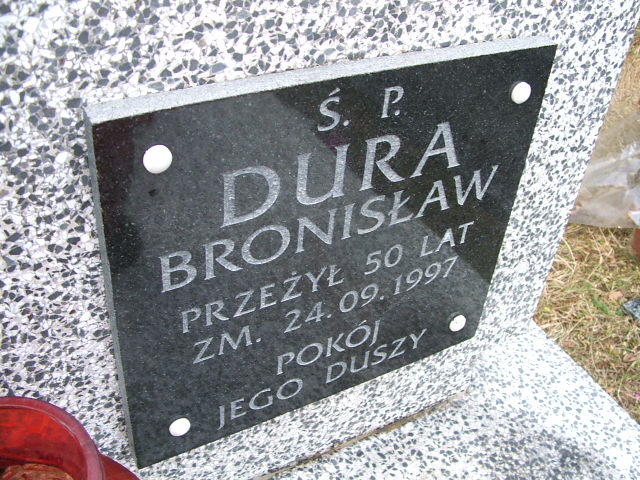 Ś. P.
DURA
BRONISŁAW
PRZEŻYŁ 50 LAT
ZM. 24.09.1997
POKÓJ
JEGO DUSZY